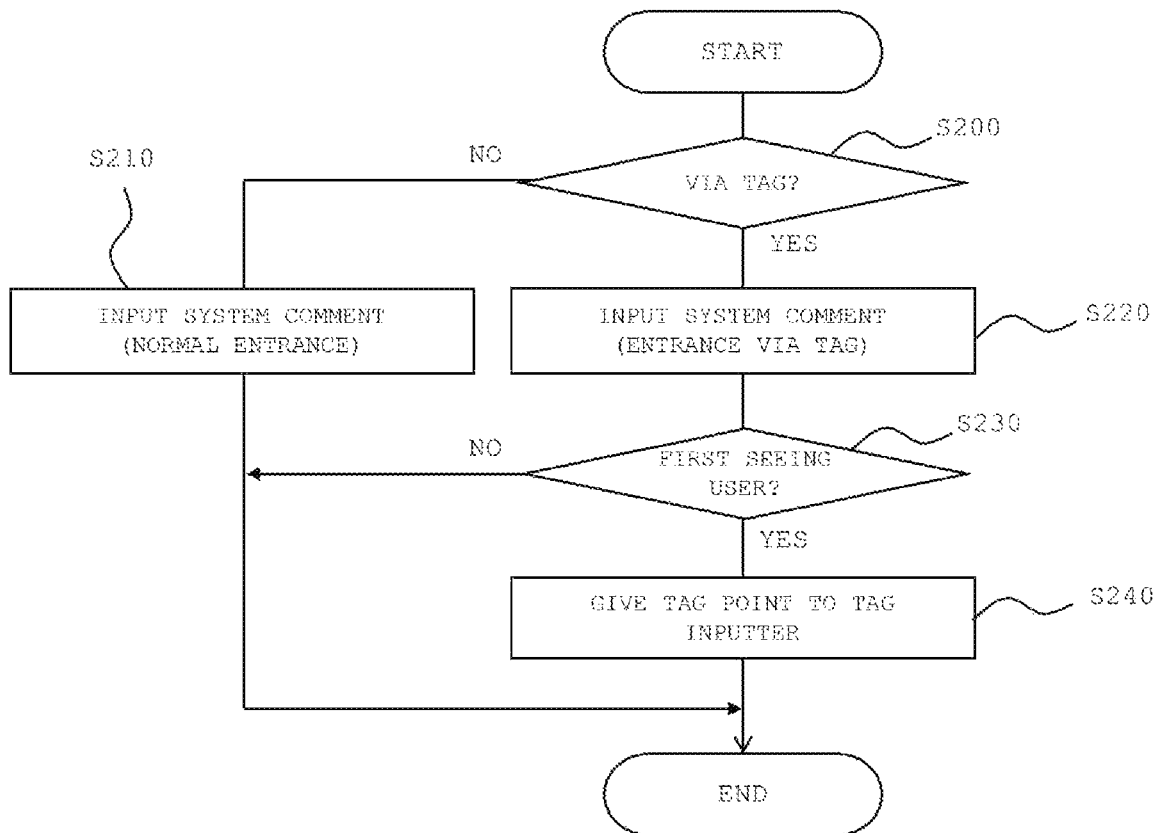 START
S200
NO
S210
VIA TAG?
YES
INPUT SYSTEM COMMENT
(NORMAL ENTRANCE)
INPUT SYSTEM COMMENT
(ENTRANCE VIA TAG)
S220
S230
NO
FIRST SEEING
USER?
YES
GIVE TAG POINT TO TAG
INPUTTER
S240
END